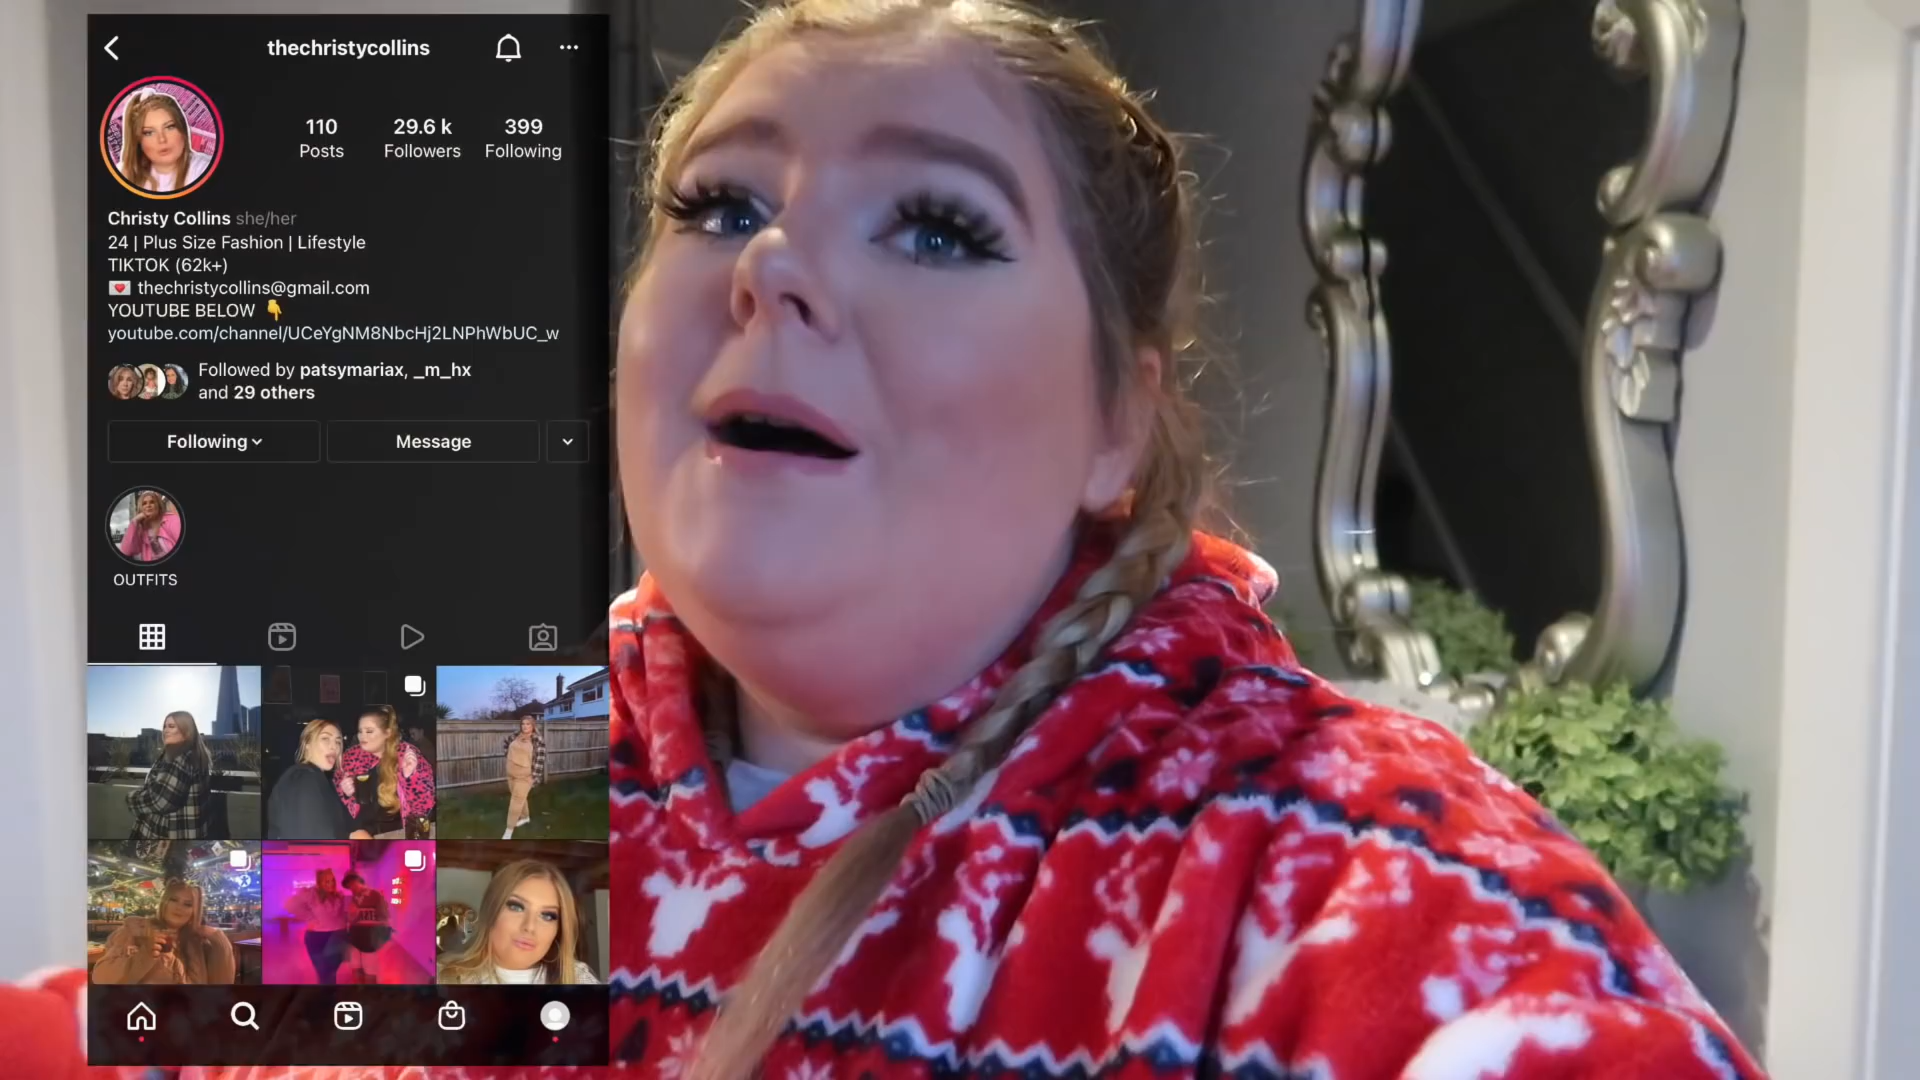 thechristycollins
110 29.6 k 399
Posts Followers Following
Christy Collins she/her
24 | Plus Size Fashion | Lifestyle
TIKTOK (62k+)
💌 thechristycollins@gmail.com
YOUTUBE BELOW 👇
youtube.com/channel/UCeYgNM8NbcHj2LNPhWbUC_w
Followed by patsymariax, _m_hx
and 29 others
Following Message
OUTFITS